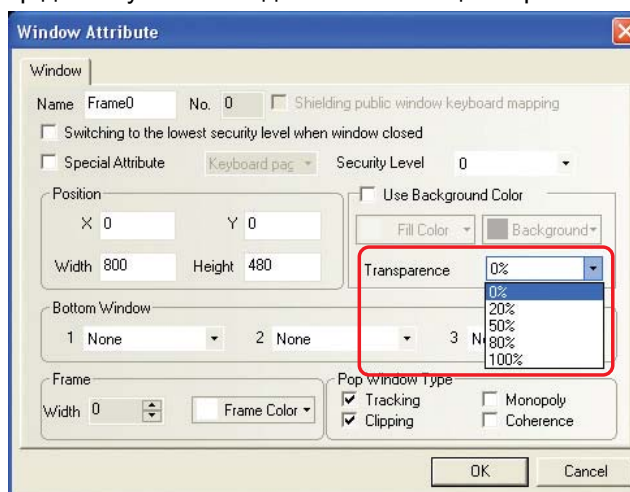 Window Attribute
Window
Name Frame0 No. 0 Shielding public window keyboard mapping
Switching to the lowest security level when window closed
Special Attribute Keyboard pag Security Level 0
Position
Use Background Color
X 0 Y 0
Fill Color Background
Width 800 Height 480
Transparence 0%
0%
20%
50%
80%
100%
Bottom Window
1 None 2 None 3
Frame
Pop Window Type
Width 0 Frame Color
Tracking Monopoly
Clipping Coherence
OK Cancel